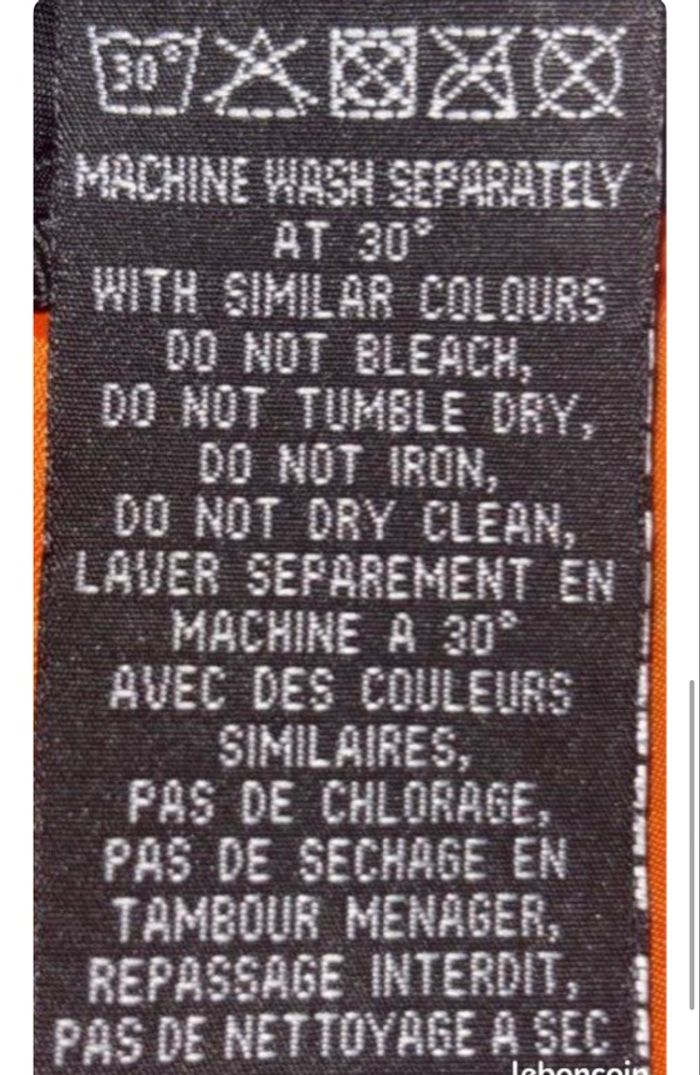 30°
MACHINE WASH SEPARATELY
AT 30°
WITH SIMILAR COLOURS
DO NOT BLEACH,
DO NOT TUMBLE DRY,
DO NOT IRON,
DO NOT DRY CLEAN,
LAVER SEPAREMENT EN
MACHINE A 30°
AVEC DES COULEURS
SIMILAIRES,
PAS DE CHLORAGE,
PAS DE SECHAGE EN
TAMBOUR MENAGER,
REPASSAGE INTERDIT,
PAS DE NETTOYAGE A SEC
leboncoin